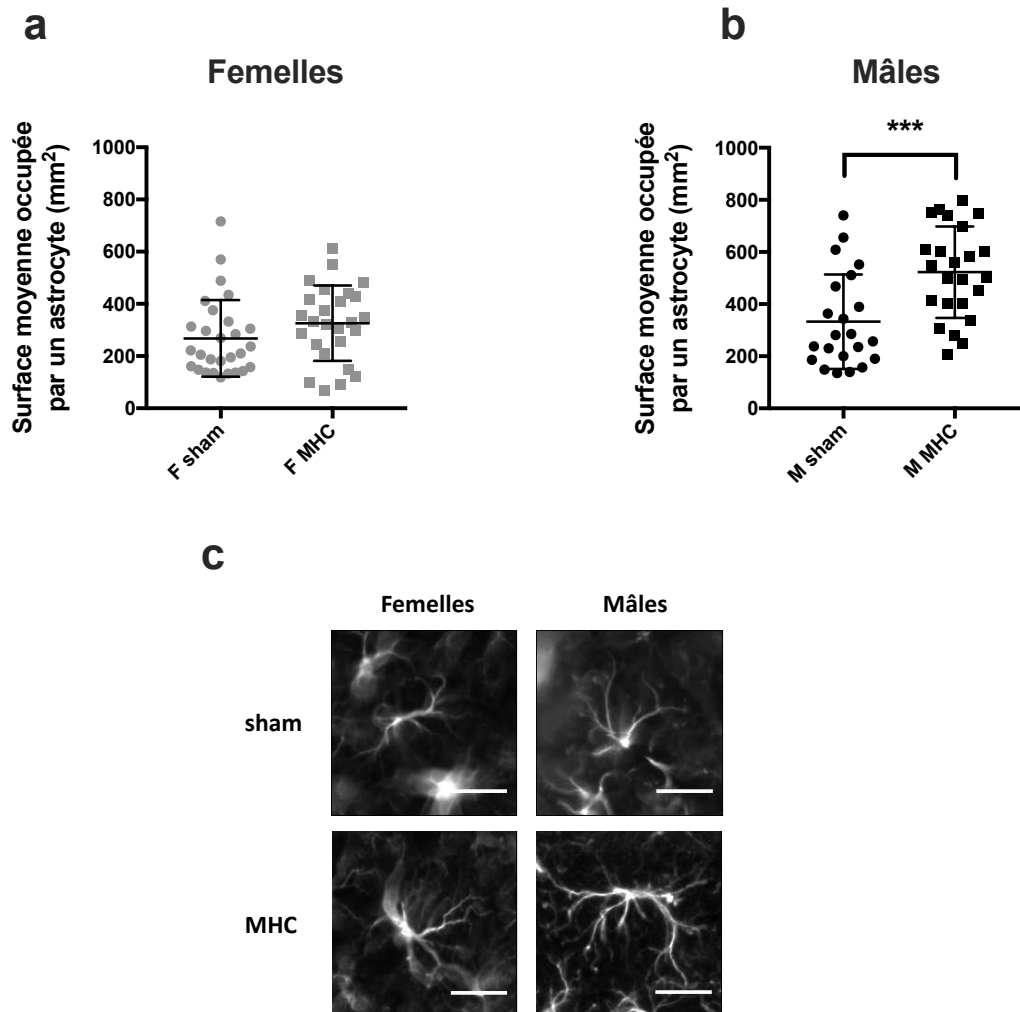 a
Femelles
Surface moyenne occupée
par un astrocyte (mm²)
1000
800
600
400
200
0
F sham
F MHC
b
Mâles
***
Surface moyenne occupée
par un astrocyte (mm²)
1000
800
600
400
200
0
M sham
M MHC
c
Femelles
Mâles
sham
MHC